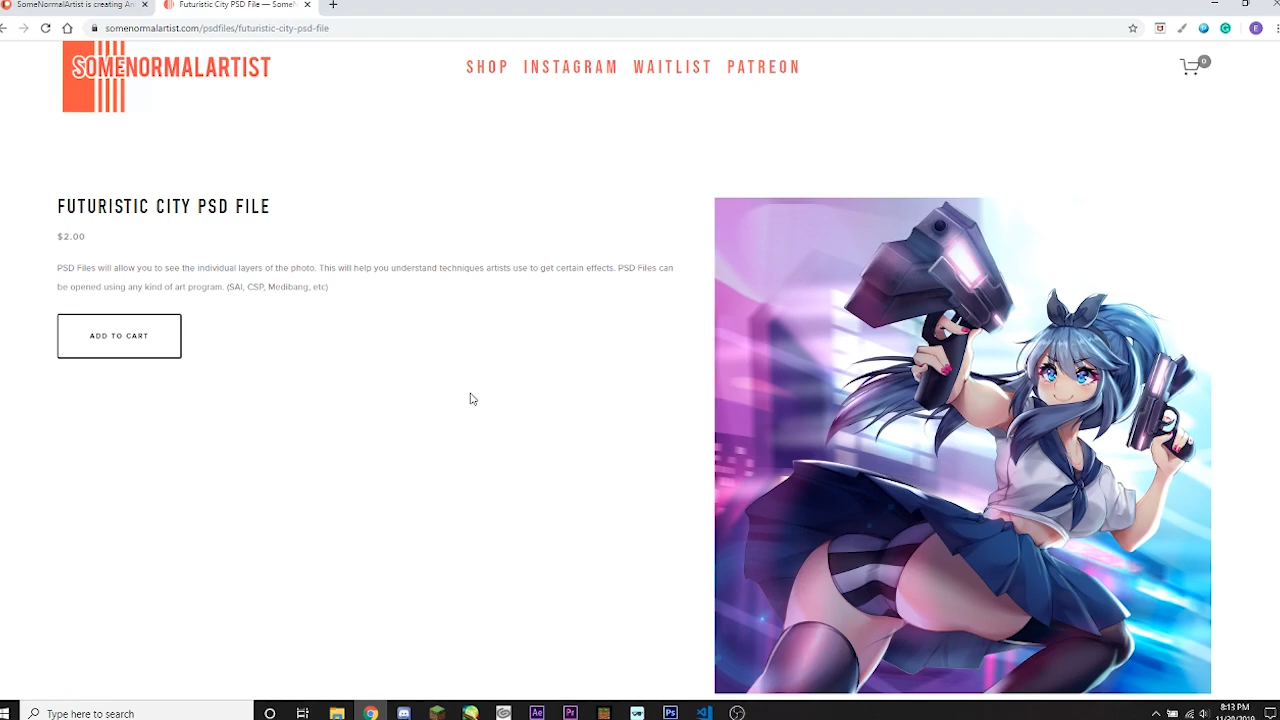 SomeNormalArtist is creating An
Futuristic City PSD File — Some
somenormalartist.com/psdfiles/futuristic-city-psd-file
SOMENORMALARTIST
SHOP INSTAGRAM WAITLIST PATREON
0
FUTURISTIC CITY PSD FILE
$2.00
PSD Files will allow you to see the individual layers of the photo. This will help you understand techniques artists use to get certain effects. PSD Files can
be opened using any kind of art program. (SAI, CSP, Medibang, etc)
ADD TO CART
Type here to search
Ae
Pr
Ps
8:13 PM